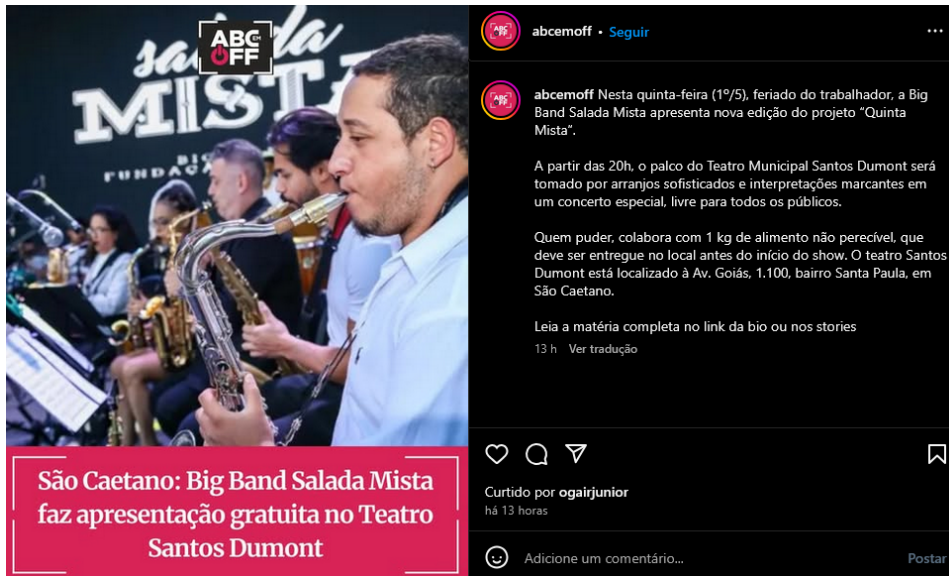 ABC EM
OFF
salada
MISTA
BIG
FUNDAÇÃ
São Caetano: Big Band Salada Mista
faz apresentação gratuita no Teatro
Santos Dumont
abcemoff • Seguir
abcemoff Nesta quinta-feira (1º/5), feriado do trabalhador, a Big
Band Salada Mista apresenta nova edição do projeto “Quinta
Mista”.
A partir das 20h, o palco do Teatro Municipal Santos Dumont será
tomado por arranjos sofisticados e interpretações marcantes em
um concerto especial, livre para todos os públicos.
Quem puder, colabora com 1 kg de alimento não perecível, que
deve ser entregue no local antes do início do show. O teatro Santos
Dumont está localizado à Av. Goiás, 1.100, bairro Santa Paula, em
São Caetano.
Leia a matéria completa no link da bio ou nos stories
13 h Ver tradução
Curtido por ogairjunior
há 13 horas
Adicione um comentário...
Postar